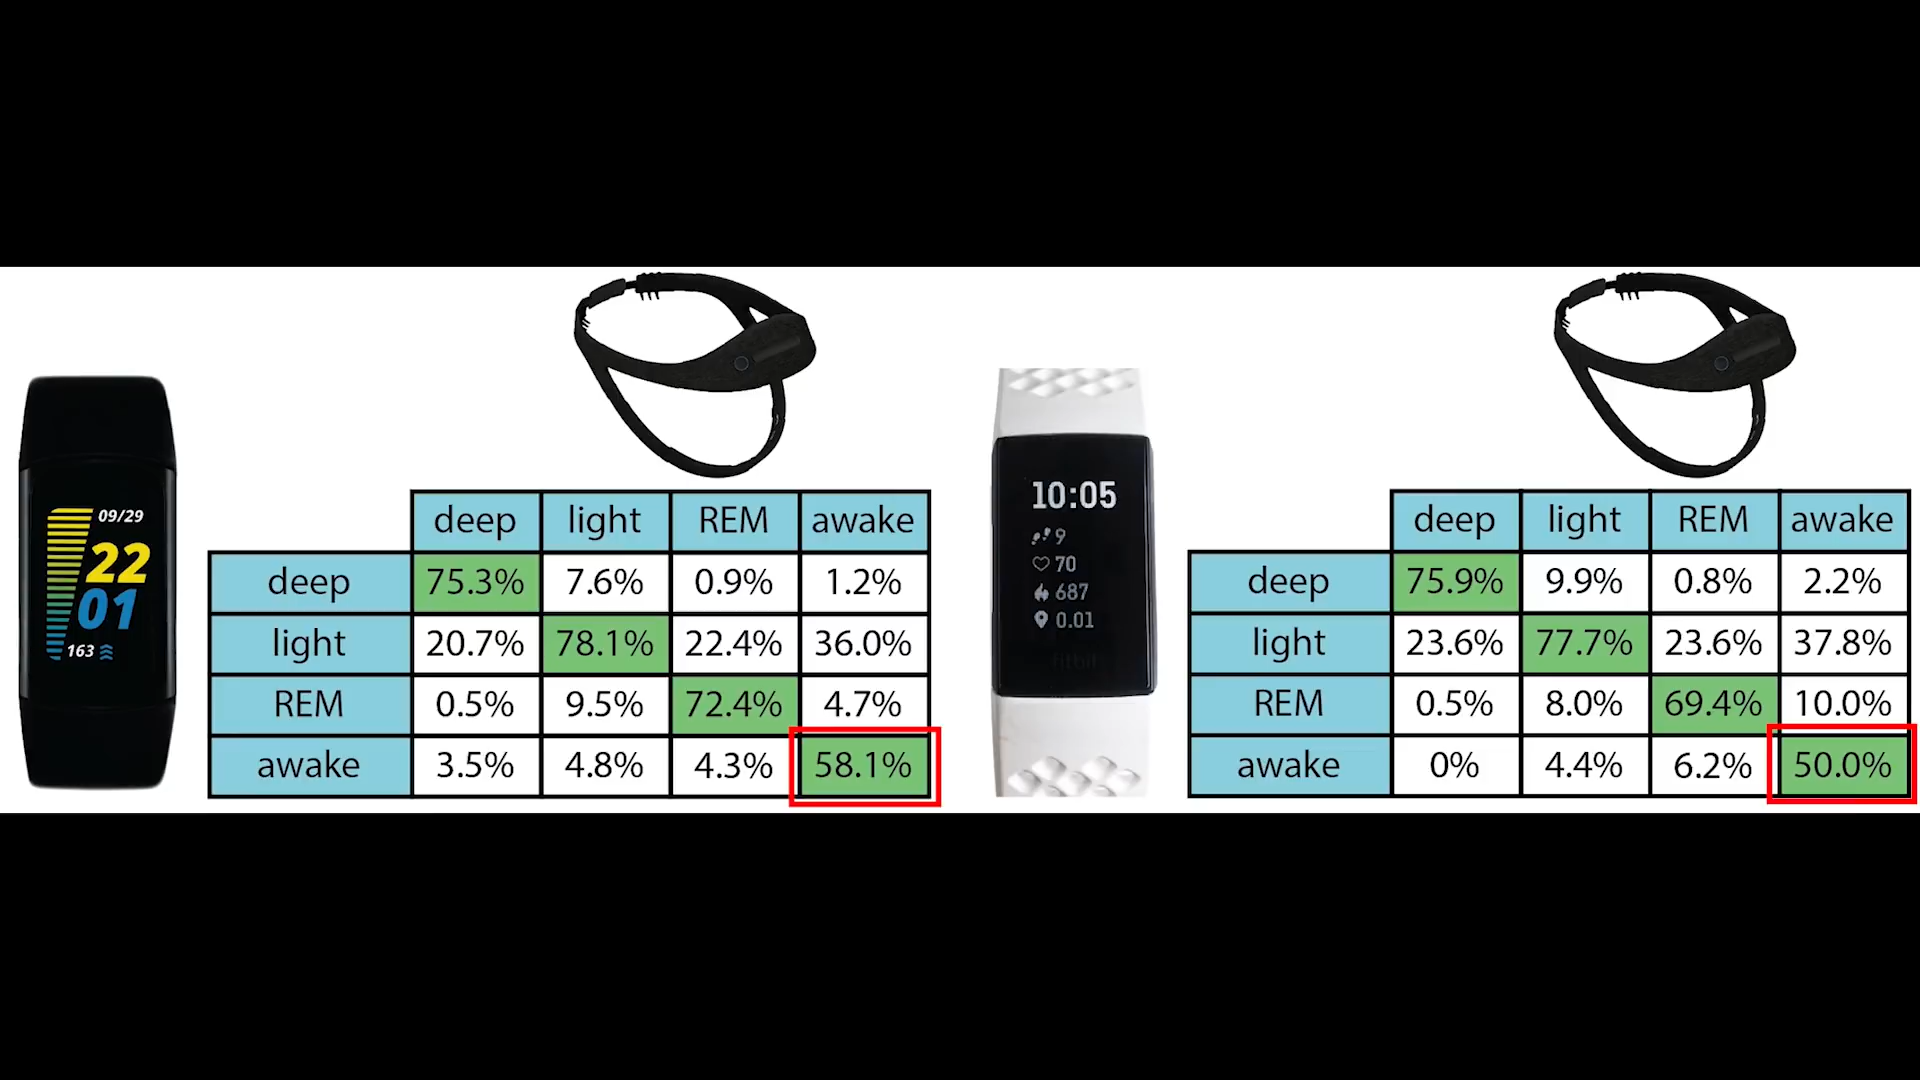 09/29
22
01
163
deep light REM awake
deep 75.3% 7.6% 0.9% 1.2%
light 20.7% 78.1% 22.4% 36.0%
REM 0.5% 9.5% 72.4% 4.7%
awake 3.5% 4.8% 4.3% 58.1%
10:05
9
70
687
0.01
fitbit
deep light REM awake
deep 75.9% 9.9% 0.8% 2.2%
light 23.6% 77.7% 23.6% 37.8%
REM 0.5% 8.0% 69.4% 10.0%
awake 0% 4.4% 6.2% 50.0%